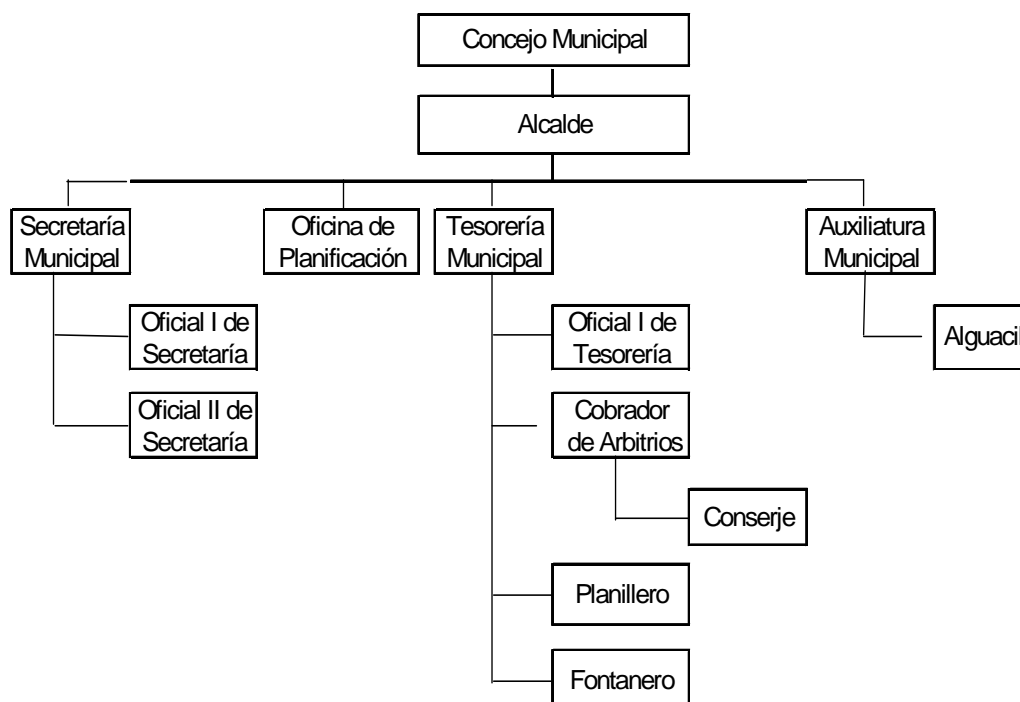 Concejo Municipal
Alcalde
Secretaría
Municipal
Oficina de
Planificación
Tesorería
Municipal
Auxiliatura
Municipal
Oficial I de
Secretaría
Oficial I de
Tesorería
Alguacil
Oficial II de
Secretaría
Cobrador
de Arbitrios
Conserje
Planillero
Fontanero